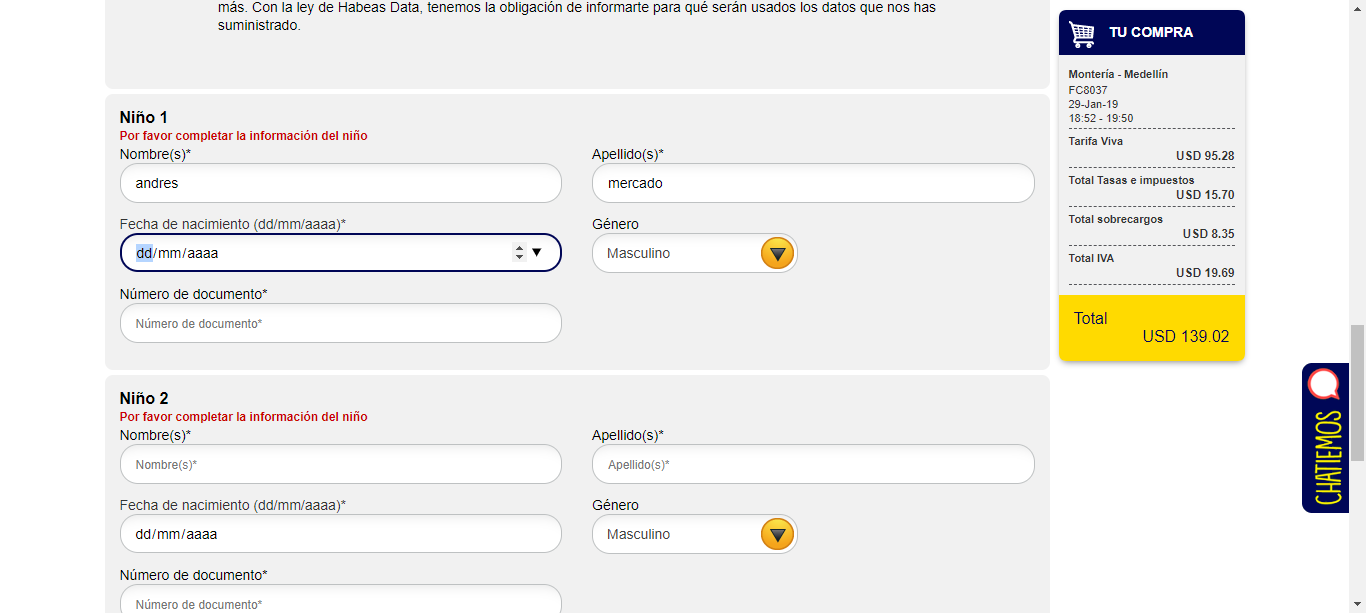 más. Con la ley de Habeas Data, tenemos la obligación de informarte para qué serán usados los datos que nos has
suministrado.
Niño 1
Por favor completar la información del niño
Nombre(s)* Apellido(s)*
andres mercado
Fecha de nacimiento (dd/mm/aaaa)* Género
dd/mm/aaaa Masculino
Número de documento*
Número de documento*
Niño 2
Por favor completar la información del niño
Nombre(s)* Apellido(s)*
Nombre(s)* Apellido(s)*
Fecha de nacimiento (dd/mm/aaaa)* Género
dd/mm/aaaa Masculino
Número de documento*
Número de documento*
TU COMPRA
Montería - Medellín
FC8037
29-Jan-19
18:52 - 19:50
Tarifa Viva
USD 95.28
Total Tasas e impuestos
USD 15.70
Total sobrecargos
USD 8.35
Total IVA
USD 19.69
Total
USD 139.02
CHATIEMOS